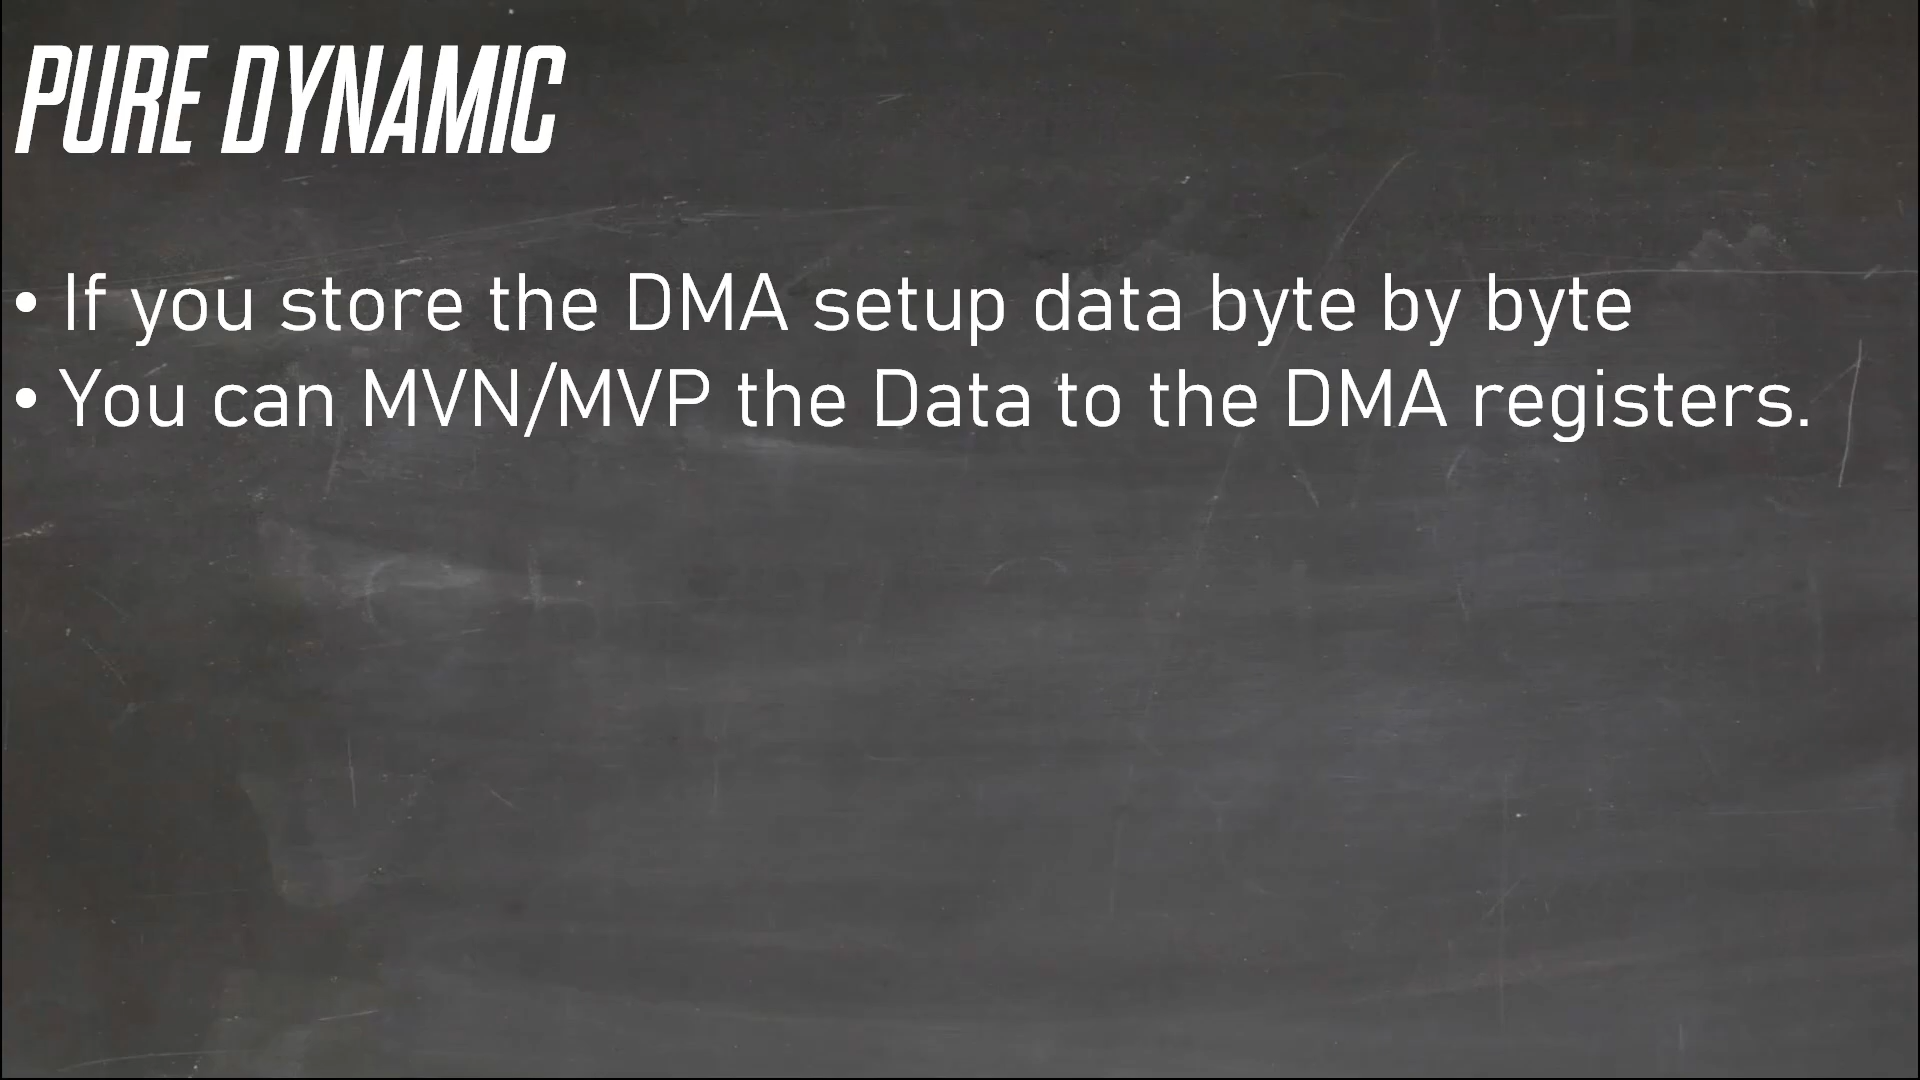 PURE DYNAMIC
• If you store the DMA setup data byte by byte
• You can MVN/MVP the Data to the DMA registers.